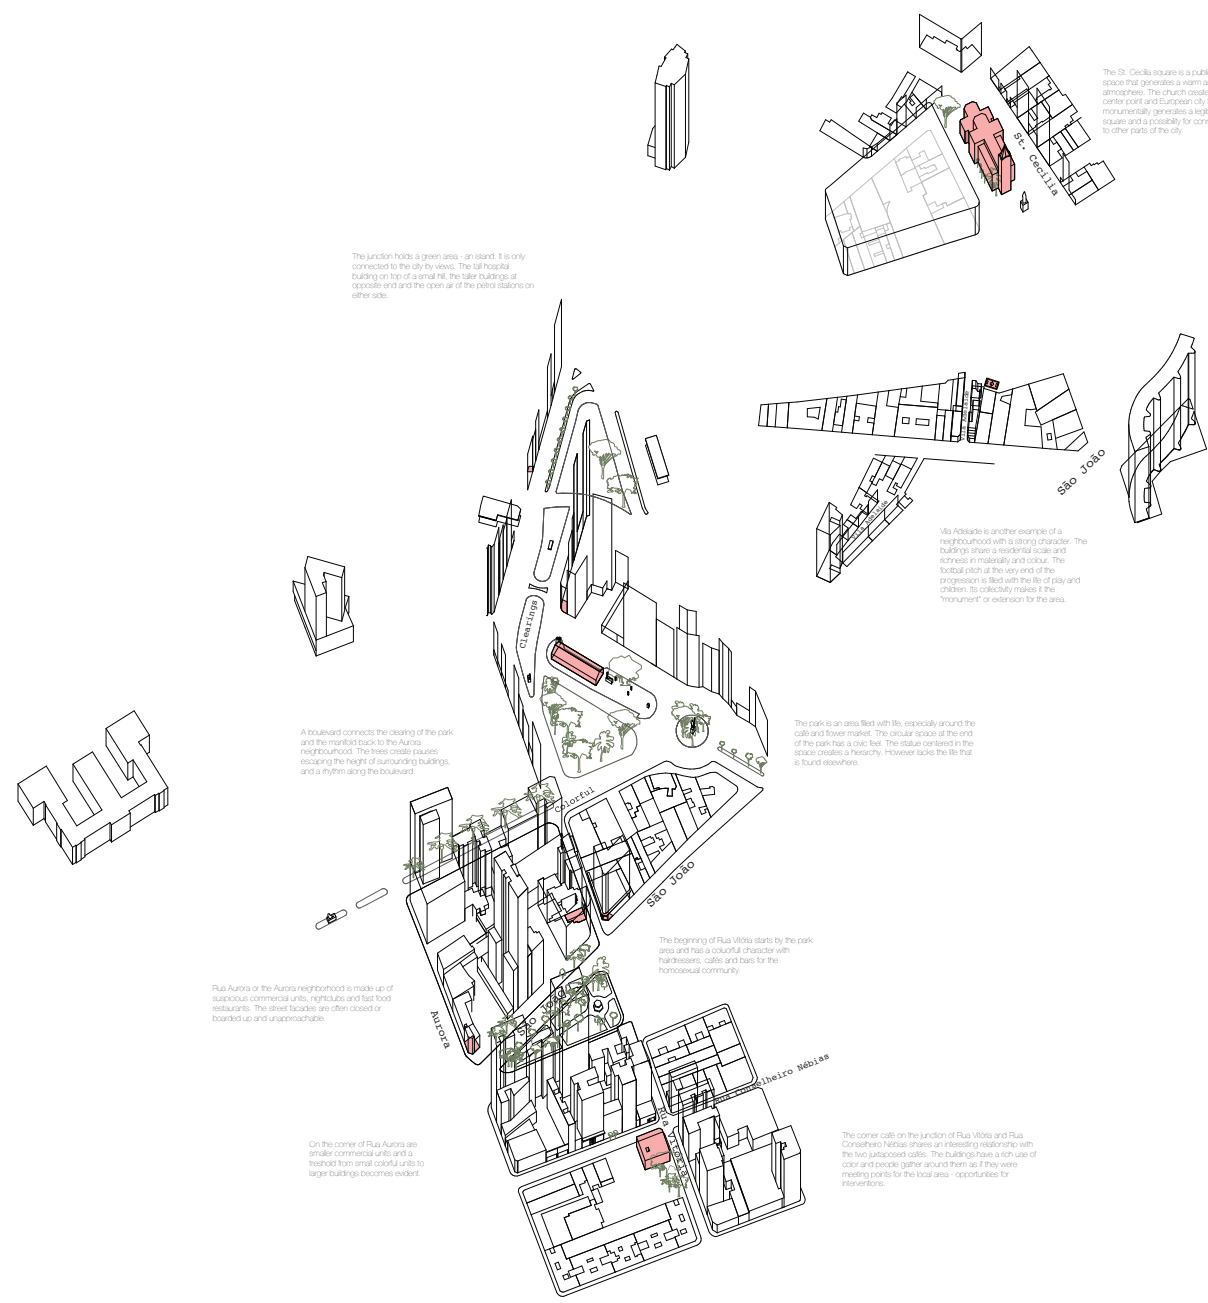 The St. Cecilia square is a publi
space that generates a warm a
atmosphere. The church create
center point and European city
monumentality generates a legib
square and a possibility for conn
to other parts of the city.
St. Cecilia
The junction holds a green area - an island. It is only
connected to the city by views. The tall hospital
building on top of a small hill, the taller buildings at
opposite end and the open air of the petrol stations on
either side.
Vila Adelaide
São João
Vila Adelaide
Vila Adelaide is another example of a
neighbourhood with a strong character. The
buildings share a residential scale and
richness in materiality and colour. The
football pitch at the very end of the
progression is filled with the life of play and
children. Its collectivity makes it the
"monument" or extension for the area.
Clearings
A boulevard connects the clearing of the park
and the manifold back to the Aurora
neighbourhood. The trees create pauses
escaping the height of surrounding buildings,
and a rhythm along the boulevard.
The park is an area filled with life, especially around the
café and flower market. The circular space at the end
of the park has a civic feel. The statue centered in the
space creates a hierarchy. However lacks the life that
is found elsewhere.
Colorful
São João
The beginning of Rua Vitória starts by the park
area and has a colourfull character with
hairdressers, cafés and bars for the
homosexual community.
Rua Aurora or the Aurora neighborhood is made up of
suspicious commercial units, nightclubs and fast food
restaurants. The street facades are often closed or
boarded up and unapproachable.
Aurora
São João
Rua Conselheiro Nébias
Rua Vitória
On the corner of Rua Aurora are
smaller commercial units and a
treshold from small colorful units to
larger buildings becomes evident.
The corner café on the junction of Rua Vitória and Rua
Conselheiro Nébias shares an interesting relationship with
the two juxtaposed cafés. The buildings have a rich use of
color and people gather around them as if they were
meeting points for the local area - opportunities for
interventions.